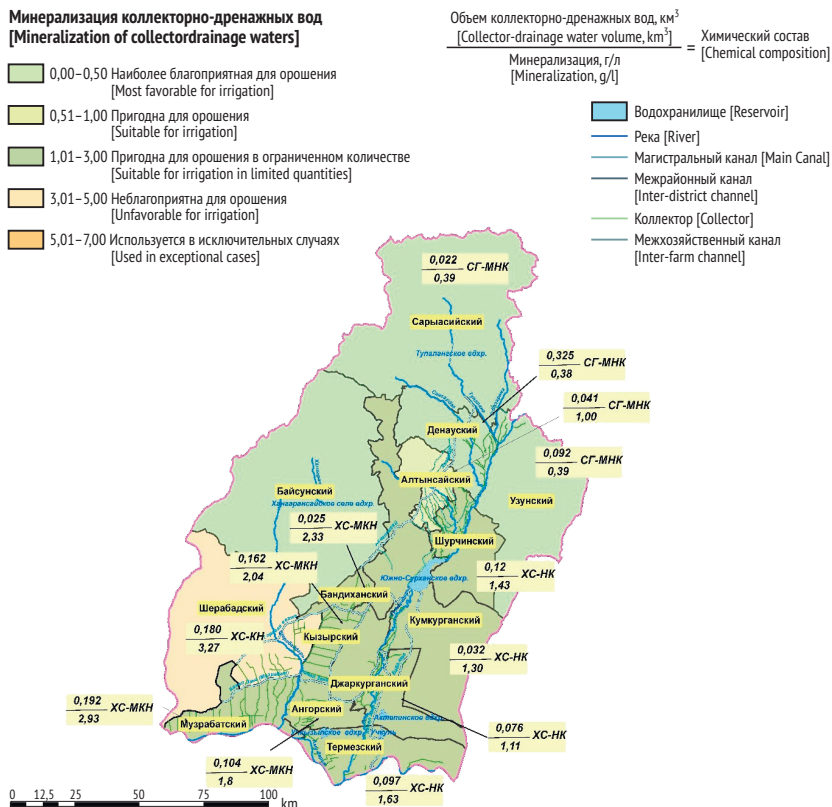 Минерализация коллекторно-дренажных вод
[Mineralization of collectordrainage waters]
0,00–0,50 Наиболее благоприятная для орошения
[Most favorable for irrigation]
0,51–1,00 Пригодна для орошения
[Suitable for irrigation]
1,01–3,00 Пригодна для орошения в ограниченном количестве
[Suitable for irrigation in limited quantities]
3,01–5,00 Неблагоприятна для орошения
[Unfavorable for irrigation]
5,01–7,00 Используется в исключительных случаях
[Used in exceptional cases]
Объем коллекторно-дренажных вод, км³
[Collector-drainage water volume, km³]
Минерализация, г/л
[Mineralization, g/l]
= Химический состав
[Chemical composition]
Водохранилище [Reservoir]
Река [River]
Магистральный канал [Main Canal]
Межрайонный канал
[Inter-district channel]
Коллектор [Collector]
Межхозяйственный канал
[Inter-farm channel]
0,022
0,39
СГ-МНК
Сарыасийский
Тупалангское вдхр.
0,325
0,38
СГ-МНК
0,041
1,00
СГ-МНК
Денауский
0,092
0,39
СГ-МНК
Алтынсайский
Байсунский
Узунский
0,025
2,33
ХС-МКН
Шурчинский
0,162
2,04
ХС-МКН
Южно-Сурханское вдхр.
0,12
1,43
ХС-НК
Бандиханский
Шерабадский
Кумкурганский
0,180
3,27
ХС-КН
Кызырский
0,032
1,30
ХС-НК
Джаркурганский
0,192
2,93
ХС-МКН
Ангорский
Музрабатский
Актепинское вдхр.
0,076
1,11
ХС-НК
Учкупь
Термезский
0,104
1,8
ХС-МКН
0,097
1,63
ХС-НК
0 12,5 25 50 75 100
km